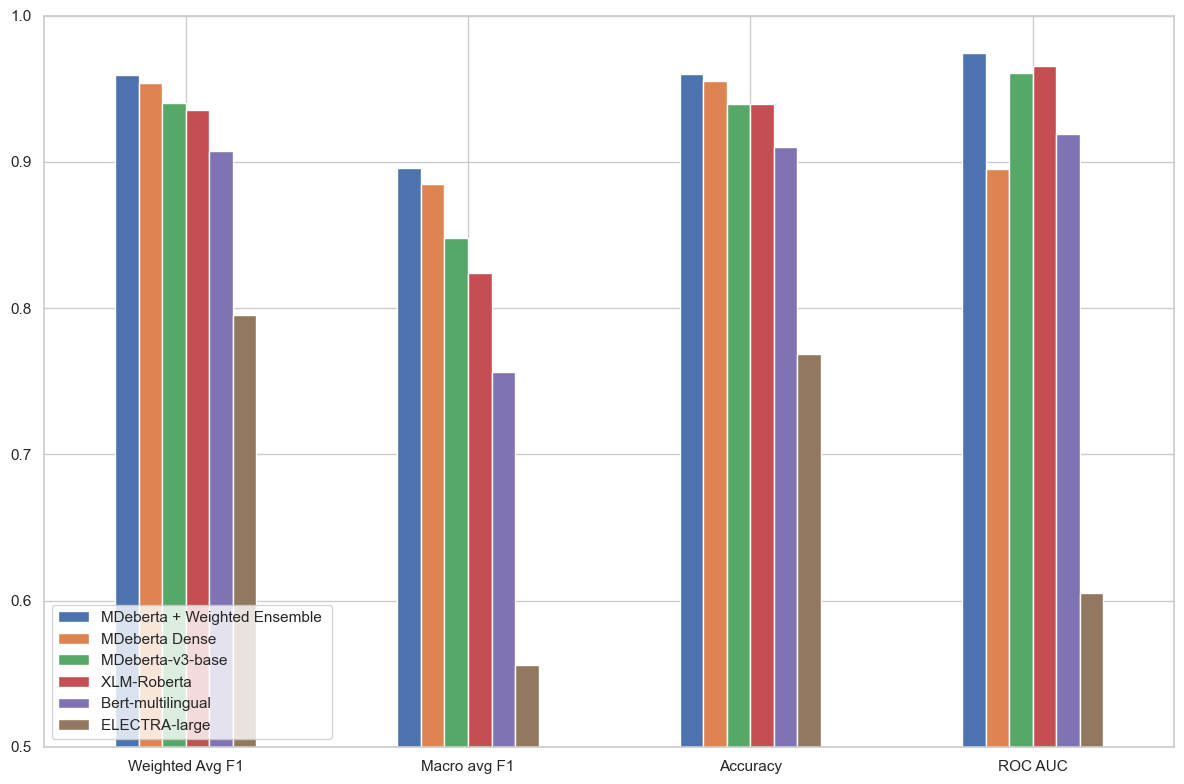 1.0
0.9
0.8
0.7
0.6
0.5
MDeberta + Weighted Ensemble
MDeberta Dense
MDeberta-v3-base
XLM-Roberta
Bert-multilingual
ELECTRA-large
Weighted Avg F1
Macro avg F1
Accuracy
ROC AUC